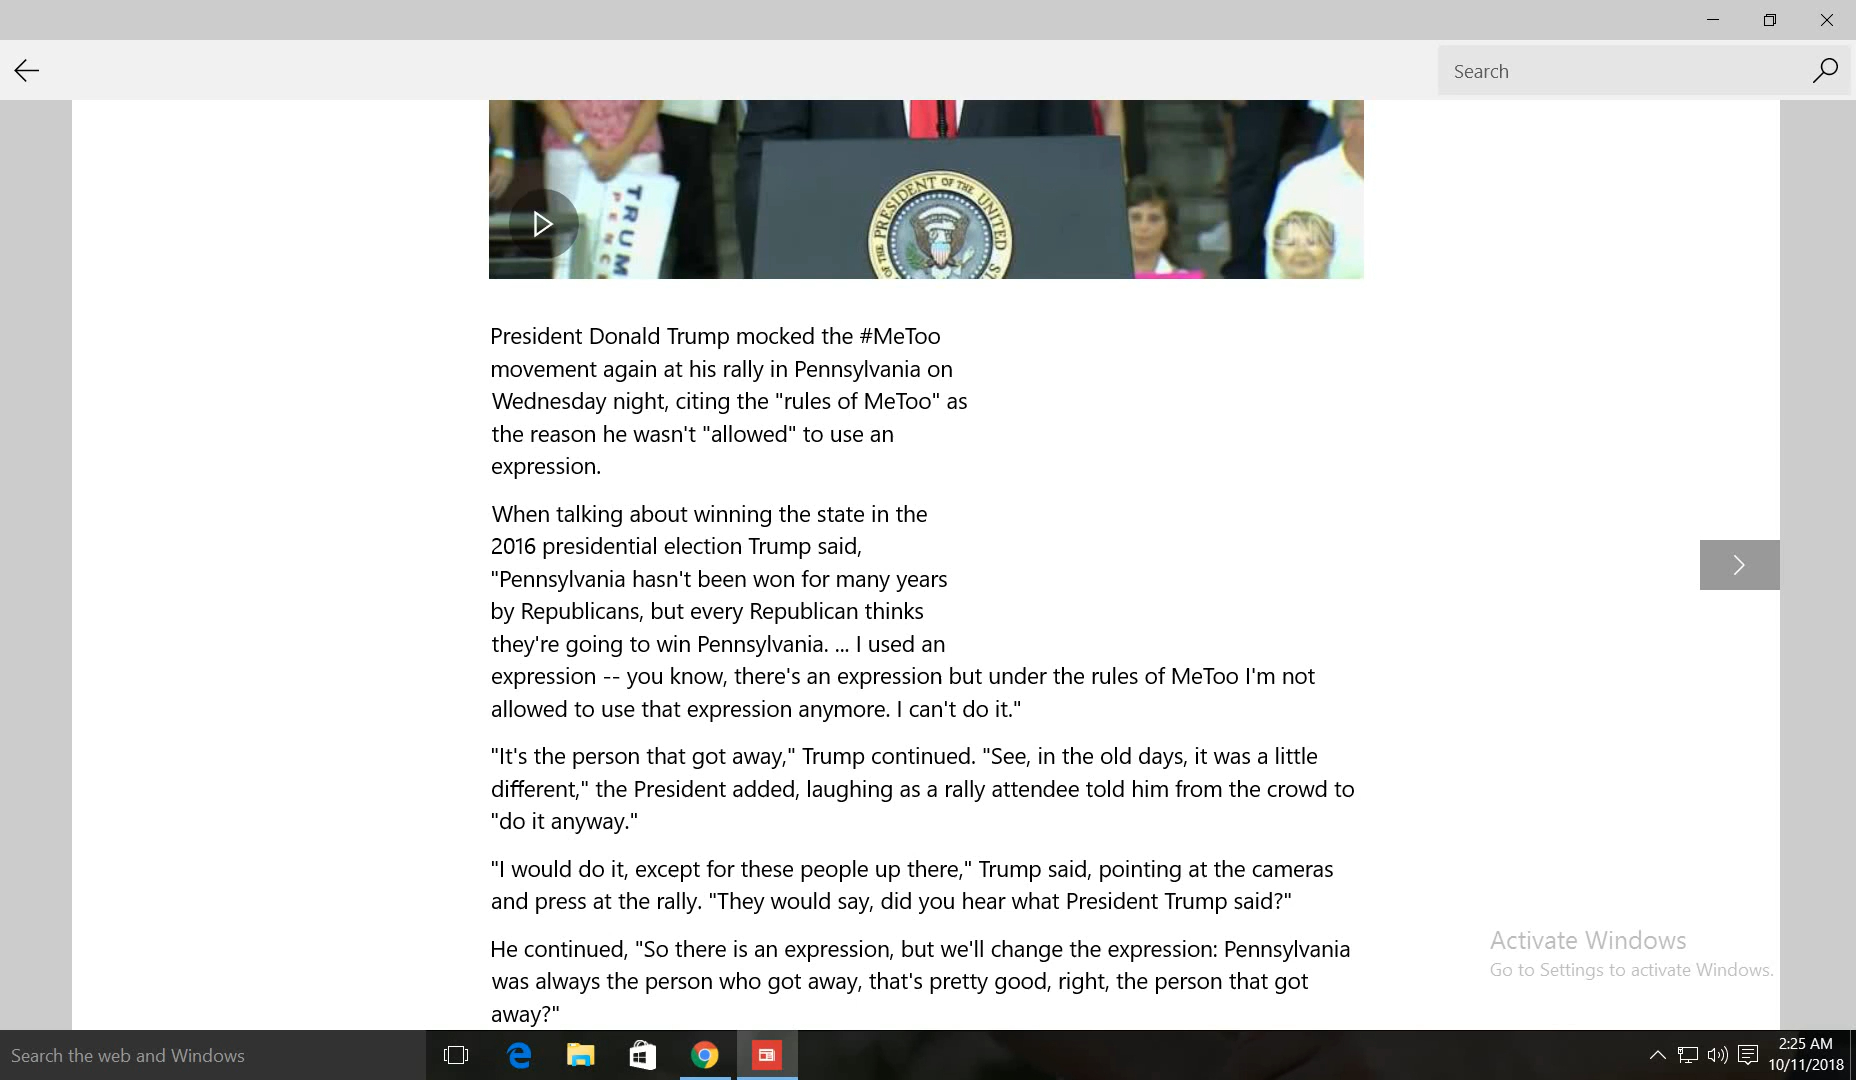 Search
TRUMP
PENCE
PRESIDENT OF THE UNITED STA
OF THE
CNN
President Donald Trump mocked the #MeToo
movement again at his rally in Pennsylvania on
Wednesday night, citing the "rules of MeToo" as
the reason he wasn't "allowed" to use an
expression.
When talking about winning the state in the
2016 presidential election Trump said,
"Pennsylvania hasn't been won for many years
by Republicans, but every Republican thinks
they're going to win Pennsylvania. ... I used an
expression -- you know, there's an expression but under the rules of MeToo I'm not
allowed to use that expression anymore. I can't do it."
"It's the person that got away," Trump continued. "See, in the old days, it was a little
different," the President added, laughing as a rally attendee told him from the crowd to
"do it anyway."
"I would do it, except for these people up there," Trump said, pointing at the cameras
and press at the rally. "They would say, did you hear what President Trump said?"
He continued, "So there is an expression, but we'll change the expression: Pennsylvania
was always the person who got away, that's pretty good, right, the person that got
away?"
Activate Windows
Go to Settings to activate Windows.
Search the web and Windows
2:25 AM
10/11/2018